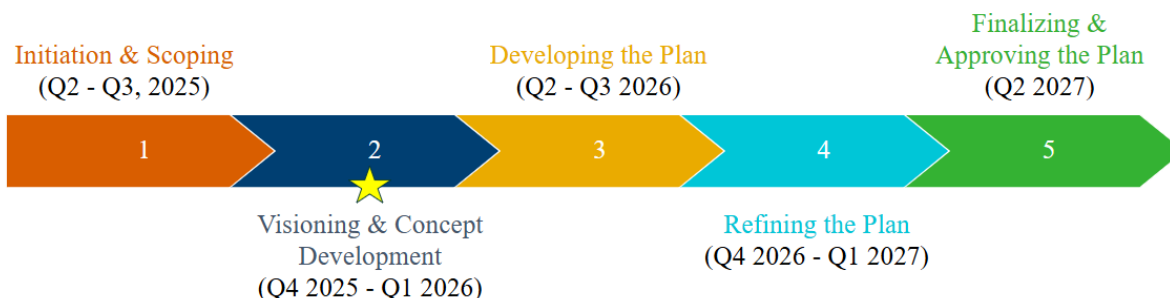 Initiation & Scoping
(Q2 - Q3, 2025)
Developing the Plan
(Q2 - Q3 2026)
Finalizing &
Approving the Plan
(Q2 2027)
1
2
3
4
5
Visioning & Concept
Development
(Q4 2025 - Q1 2026)
Refining the Plan
(Q4 2026 - Q1 2027)